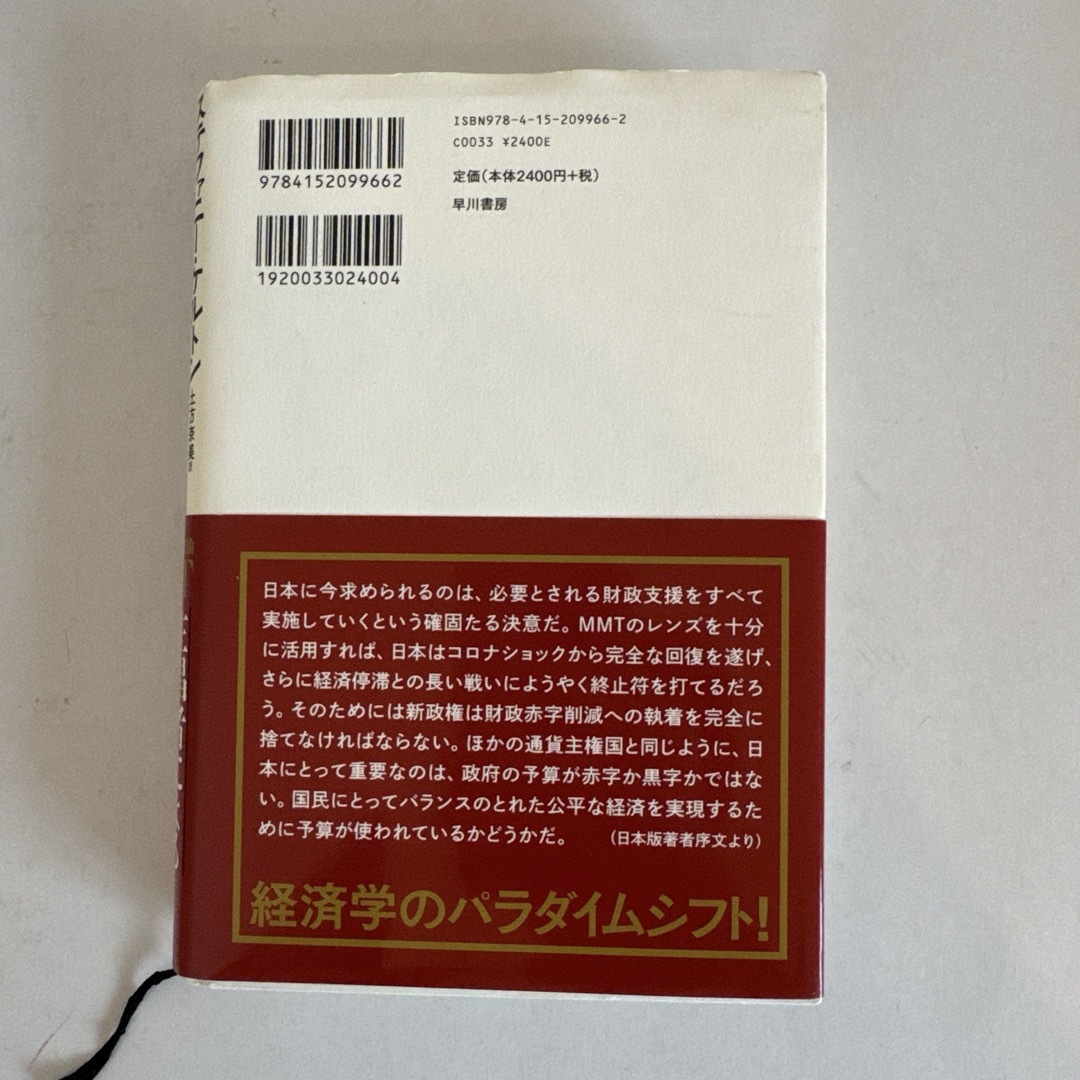 ISBN978-4-15-209966-2
C0033 ¥2400E
定価(本体2400円+税)
早川書房
9784152099662
1920033024004
ステファニー・ケルトン
日本に今求められるのは、必要とされる財政支援をすべて
実施していくという確固たる決意だ。MMTのレンズを十分
に活用すれば、日本はコロナショックから完全な回復を遂げ、
さらに経済停滞との長い戦いにようやく終止符を打てるだろ
う。そのためには新政権は財政赤字削減への執着を完全に
捨てなければならない。ほかの通貨主権国と同じように、日
本にとって重要なのは、政府の予算が赤字か黒字かではな
い。国民にとってバランスのとれた公平な経済を実現するた
めに予算が使われているかどうかだ。 (日本版著者序文より)
経済学のパラダイムシフト!